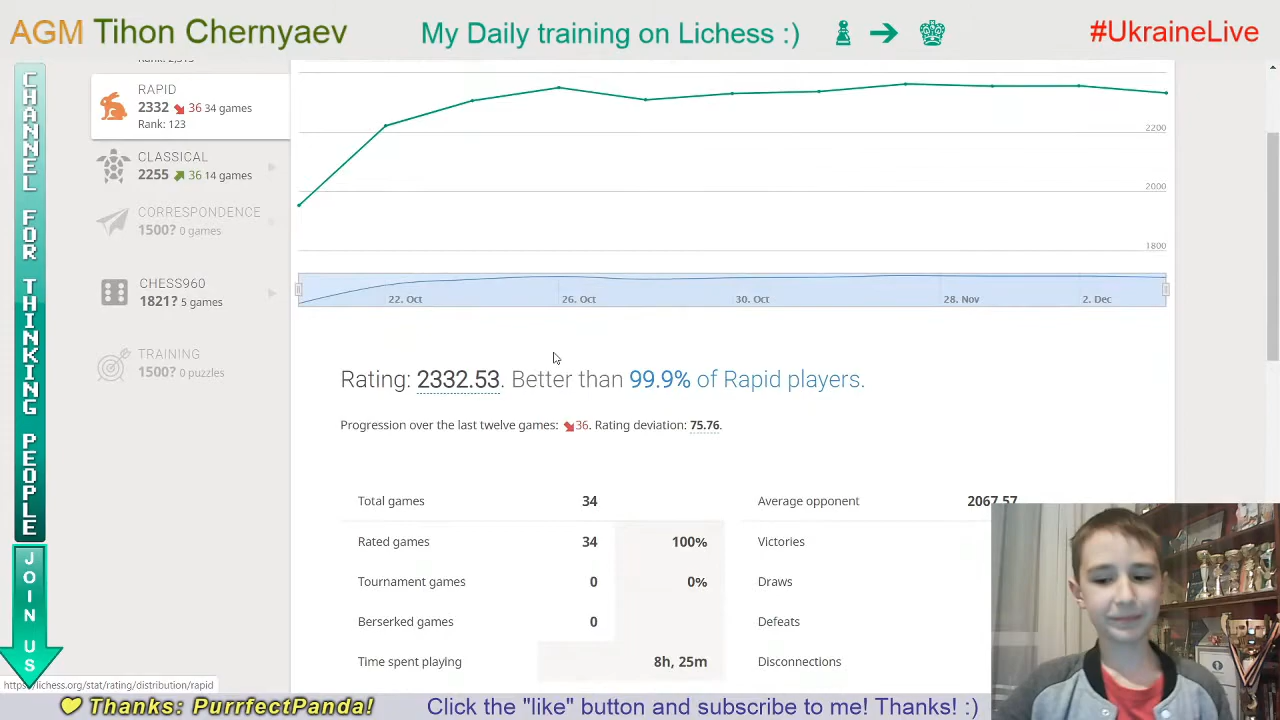 AGM Tihon Chernyaev
My Daily training on Lichess :)
#UkraineLive
CHANNEL FOR THINKING PEOPLE
JOIN US
RAPID
2332 36 34 games
Rank: 123
CLASSICAL
2255 36 14 games
CORRESPONDENCE
1500? 0 games
CHESS960
1821? 5 games
TRAINING
1500? 0 puzzles
2200
2000
1800
22. Oct 26. Oct 30. Oct 28. Nov 2. Dec
Rating: 2332.53. Better than 99.9% of Rapid players.
Progression over the last twelve games: 36. Rating deviation: 75.76.
Total games 34
Rated games 34 100%
Tournament games 0 0%
Berserked games 0
Time spent playing 8h, 25m
Average opponent 2067.57
Victories
Draws
Defeats
Disconnections
https://lichess.org/stat/rating/distribution/rapid
Thanks: PurrfectPanda!
Click the "like" button and subscribe to me! Thanks! :)